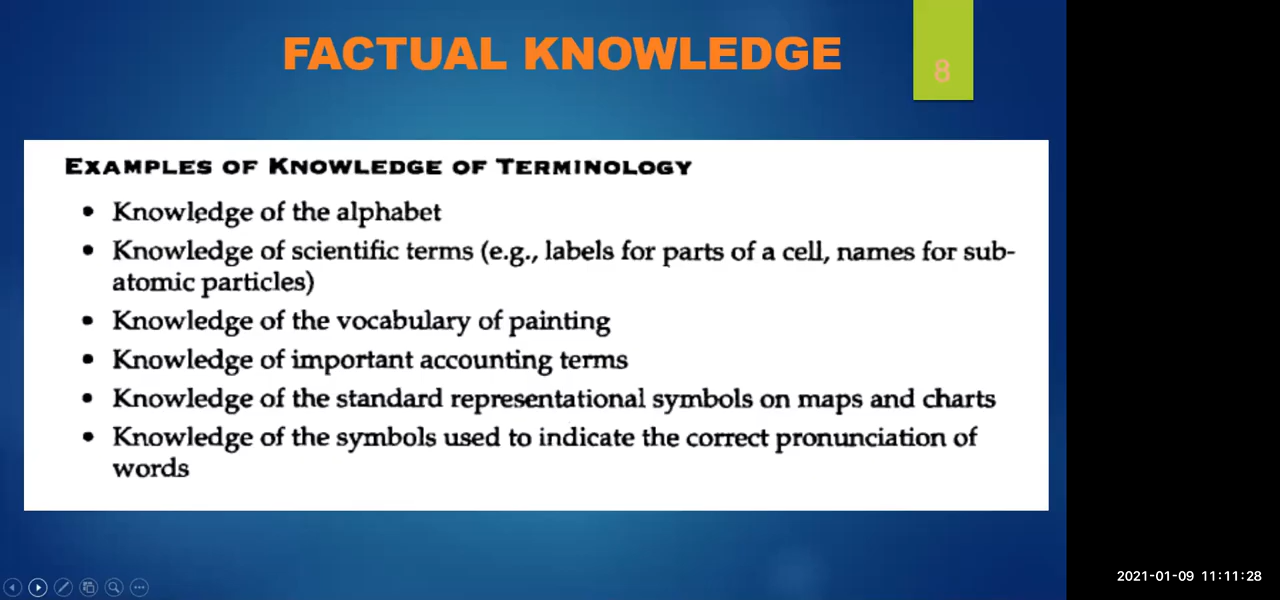 FACTUAL KNOWLEDGE
8
EXAMPLES OF KNOWLEDGE OF TERMINOLOGY
• Knowledge of the alphabet
• Knowledge of scientific terms (e.g., labels for parts of a cell, names for sub-
atomic particles)
• Knowledge of the vocabulary of painting
• Knowledge of important accounting terms
• Knowledge of the standard representational symbols on maps and charts
• Knowledge of the symbols used to indicate the correct pronunciation of
words
2021-01-09 11:11:28